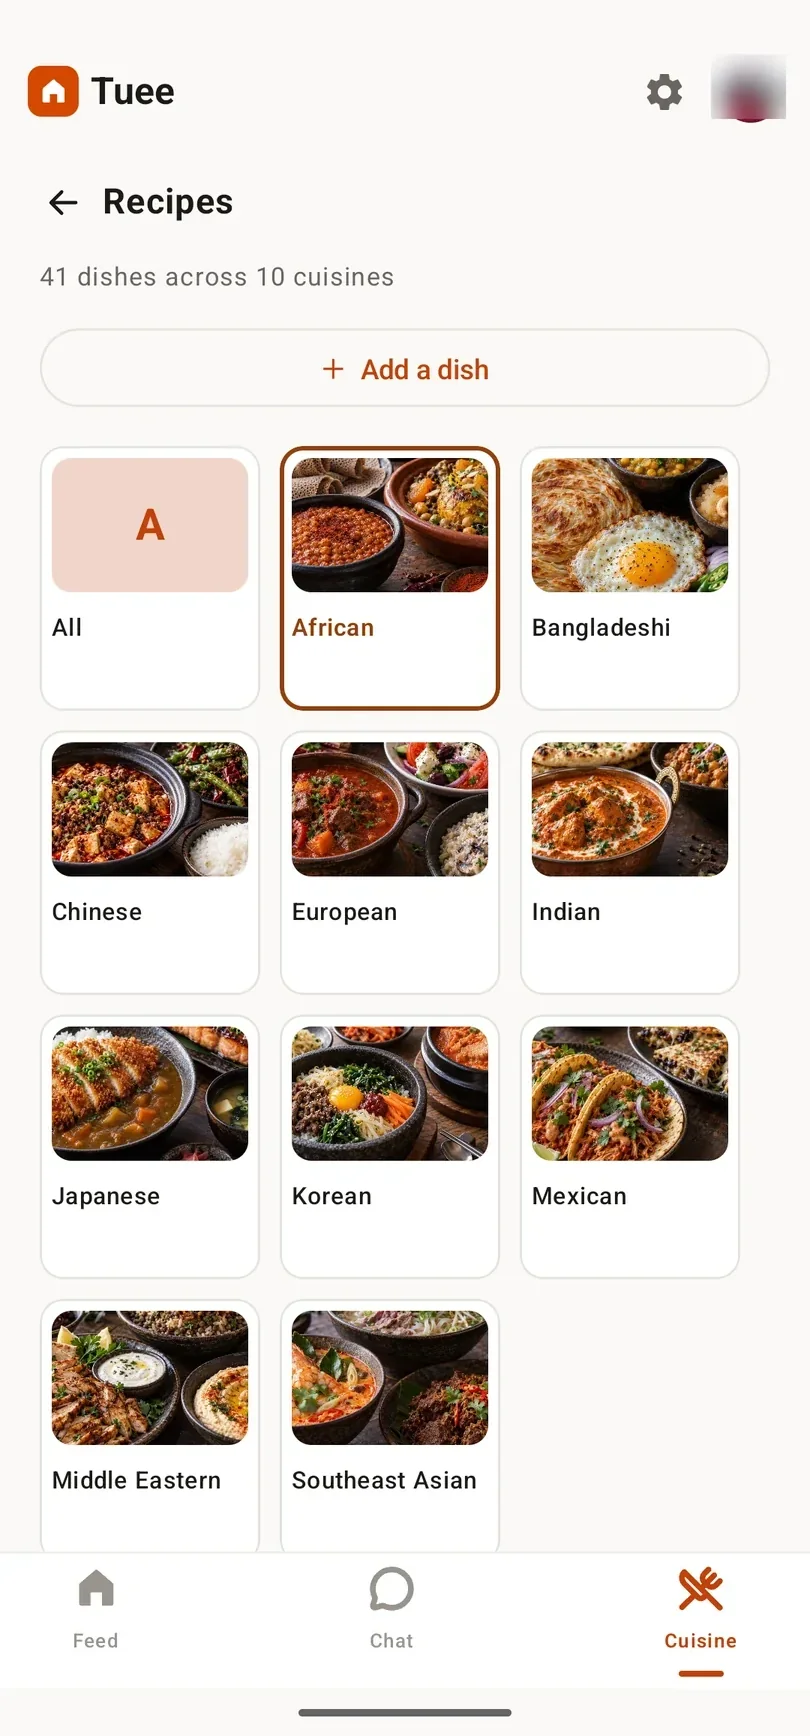 Tuee
Recipes
41 dishes across 10 cuisines
+ Add a dish
A
All
African
Bangladeshi
Chinese
European
Indian
Japanese
Korean
Mexican
Middle Eastern
Southeast Asian
Feed
Chat
Cuisine